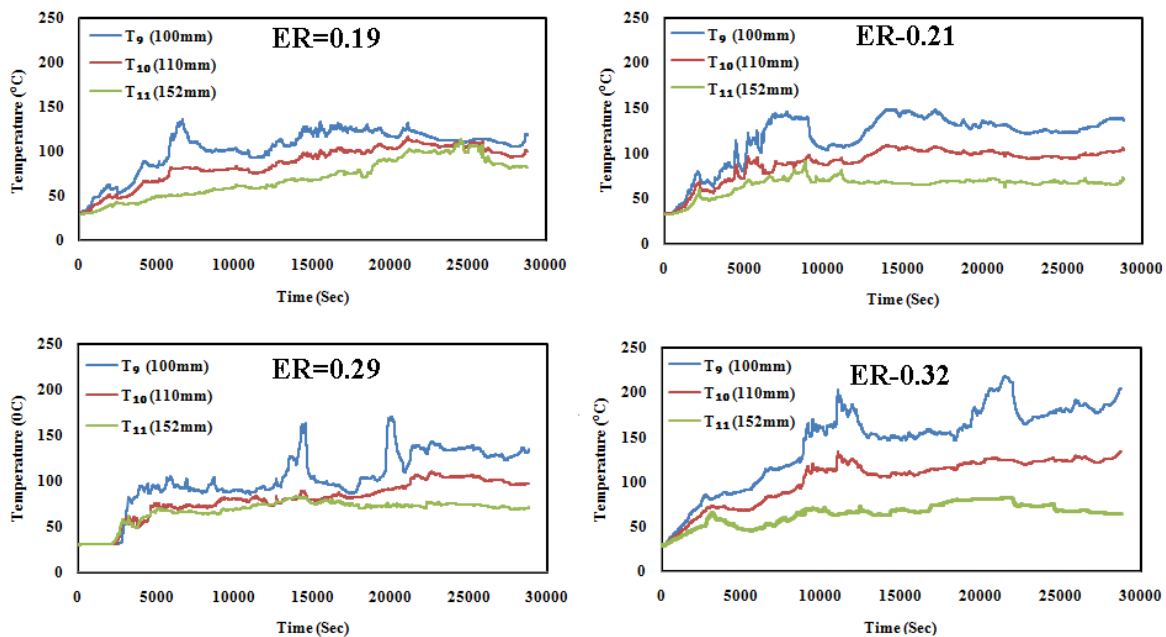 ER=0.19
T₉ (100mm)
T₁₀ (110mm)
T₁₁ (152mm)
Temperature (°C)
250
200
150
100
50
0
0 5000 10000 15000 20000 25000 30000
Time (Sec)
ER-0.21
T₉ (100mm)
T₁₀ (110mm)
T₁₁ (152mm)
Temperature (°C)
250
200
150
100
50
0
0 5000 10000 15000 20000 25000 30000
Time (Sec)
ER=0.29
T₉ (100mm)
T₁₀ (110mm)
T₁₁ (152mm)
Temperature (0C)
250
200
150
100
50
0
0 5000 10000 15000 20000 25000 30000
Time (Sec)
ER-0.32
T₉ (100mm)
T₁₀ (110mm)
T₁₁ (152mm)
Temperature (°C)
250
200
150
100
50
0
0 5000 10000 15000 20000 25000 30000
Time (Sec)